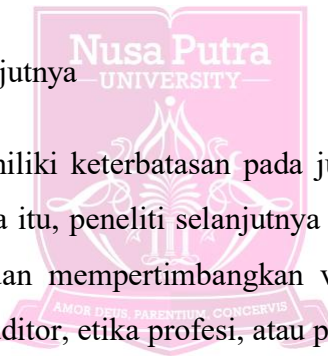 Nusa Putra
UNIVERSITY
jutnya
miliki keterbatasan pada ju
a itu, peneliti selanjutnya
dan mempertimbangkan v
AMOR DEUS, PARENTIUM, CONCERVIS
ditor, etika profesi, atau p